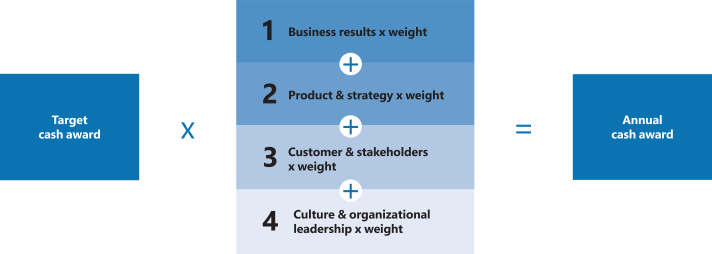 Target
cash award
x
1 Business results x weight
+
2 Product & strategy x weight
+
3 Customer & stakeholders
x weight
+
4 Culture & organizational
leadership x weight
=
Annual
cash award